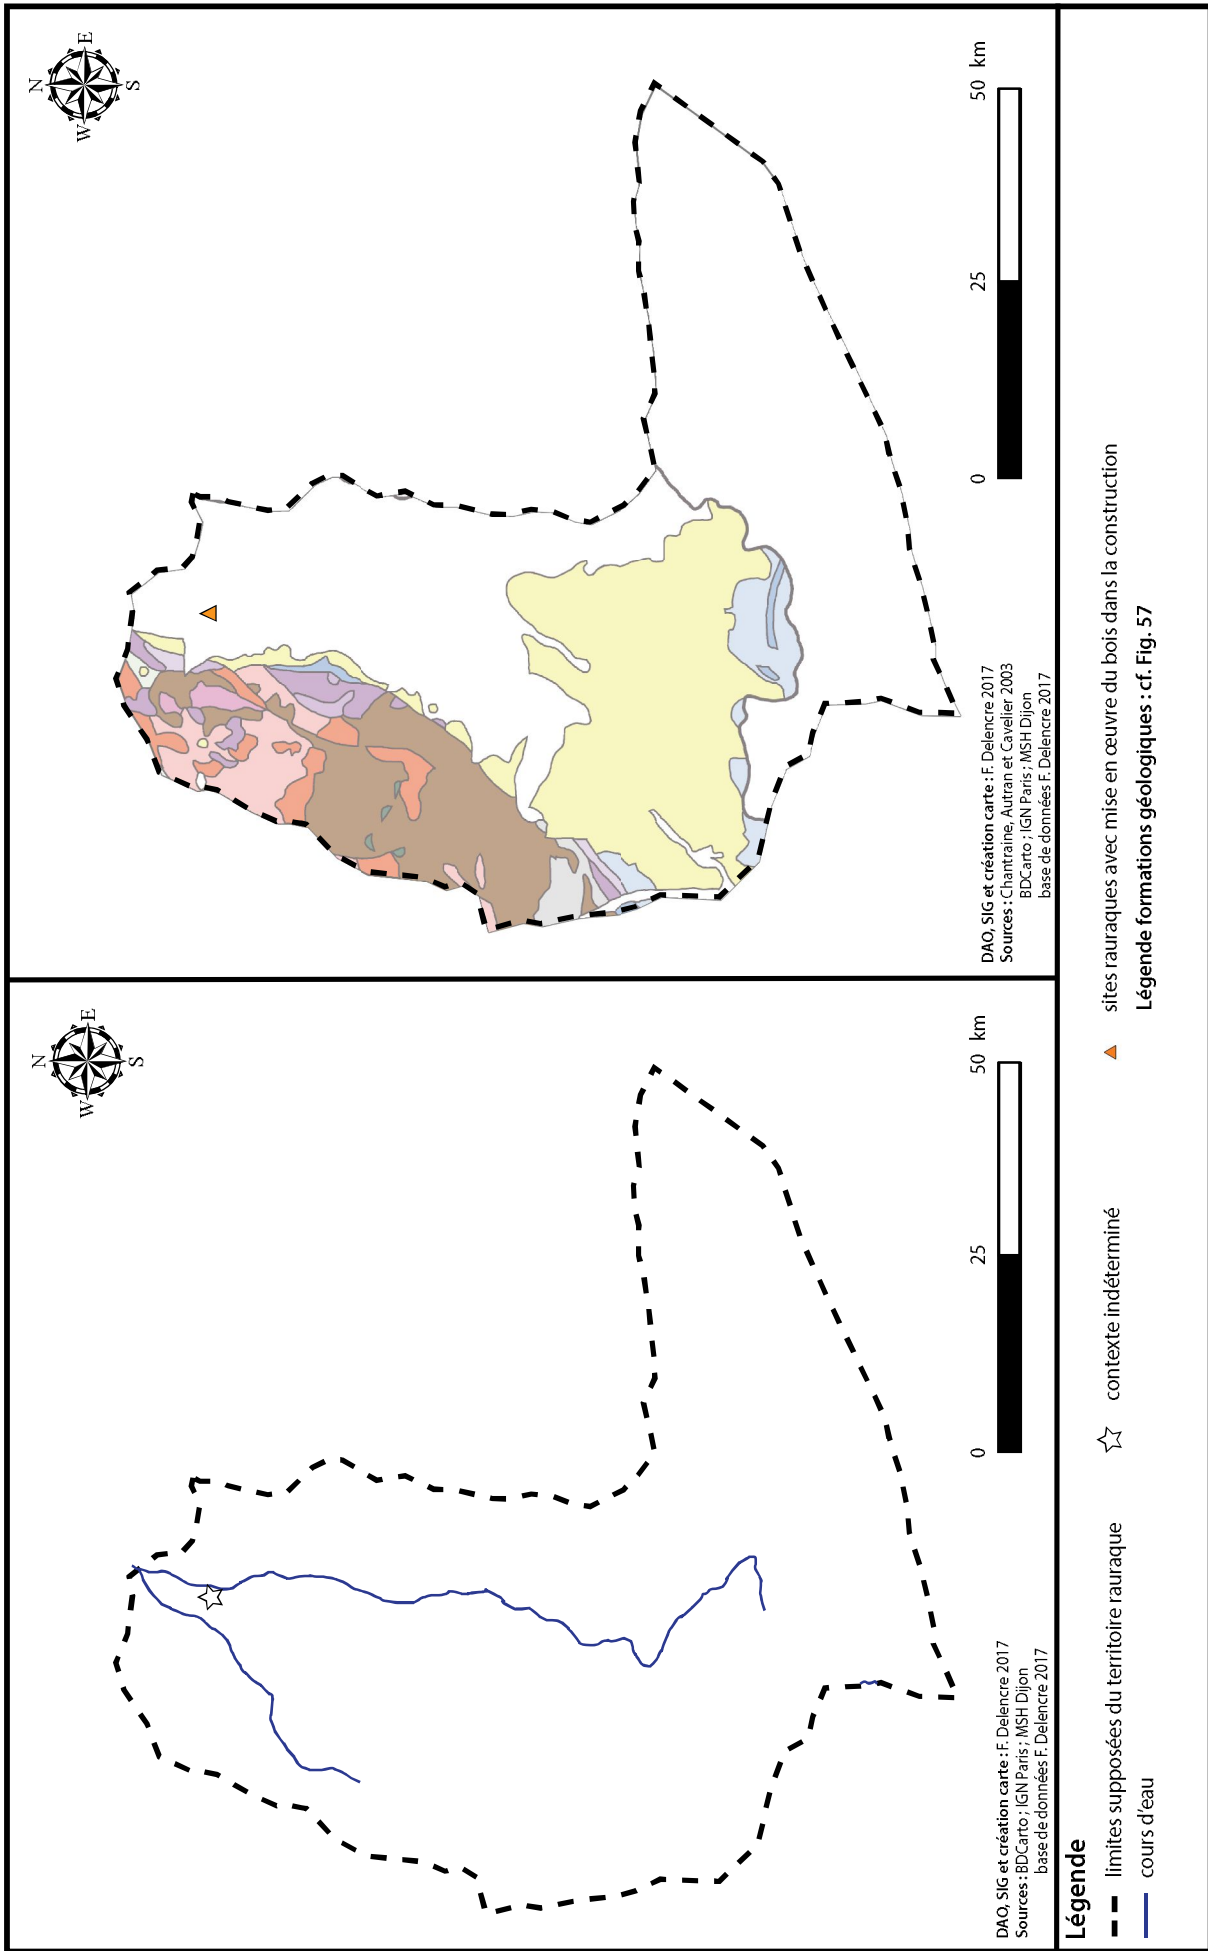 N
E
S
W
0
25
50 km
DAO, SIG et création carte : F. Delencre 2017
Sources : BDCarto ; IGN Paris ; MSH Dijon
base de données F. Delencre 2017
N
E
S
W
0
25
50 km
DAO, SIG et création carte : F. Delencre 2017
Sources : Chantraine, Autran et Cavelier 2003
BDCarto ; IGN Paris ; MSH Dijon
base de données F. Delencre 2017
Légende
limites supposées du territoire rauraque
cours d'eau
contexte indéterminé
sites rauraques avec mise en œuvre du bois dans la construction
Légende formations géologiques : cf. Fig. 57